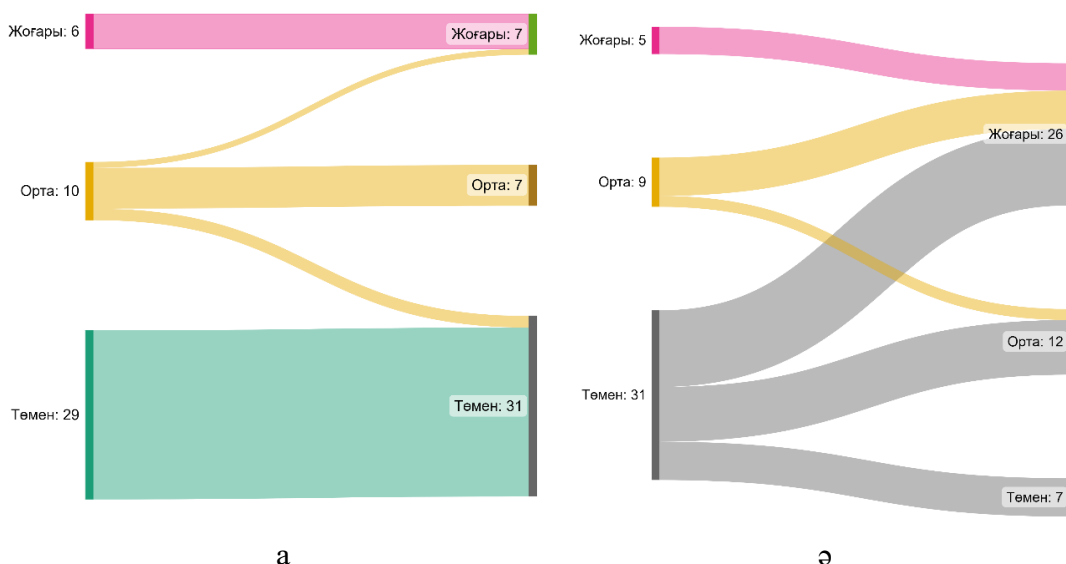 Жоғары: 6
Жоғары: 7
Орта: 10
Орта: 7
Төмен: 29
Төмен: 31
а
Жоғары: 5
Жоғары: 26
Орта: 9
Орта: 12
Төмен: 31
Төмен: 7
ә